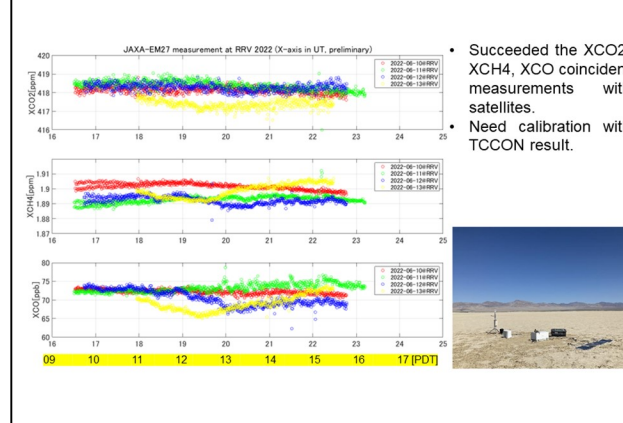 JAXA-EM27 measurement at RRV 2022 (X-axis in UT, preliminary)
XCO2[ppm]
420
419
418
417
416
2022-06-10@RRV
2022-06-11@RRV
2022-06-12@RRV
2022-06-13@RRV
16 17 18 19 20 21 22 23 24 25
XCH4[ppm]
1.91
1.9
1.89
1.88
1.87
2022-06-10@RRV
2022-06-11@RRV
2022-06-12@RRV
2022-06-13@RRV
16 17 18 19 20 21 22 23 24 25
XCO[ppb]
80
75
70
65
60
2022-06-10@RRV
2022-06-11@RRV
2022-06-12@RRV
2022-06-13@RRV
16 17 18 19 20 21 22 23 24 25
09 10 11 12 13 14 15 16 17 [PDT]
• Succeeded the XCO2
XCH4, XCO coinciden
measurements wit
satellites.
• Need calibration wit
TCCON result.